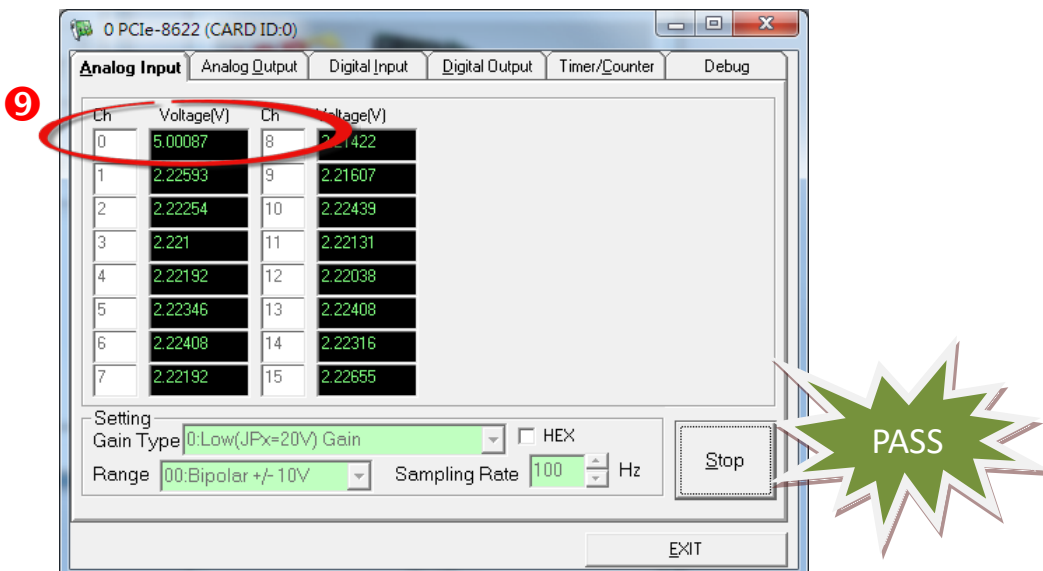 0 PCIe-8622 (CARD ID:0)
Analog Input Analog Output Digital Input Digital Output Timer/Counter Debug
9
Ch Voltage(V) Ch Voltage(V)
0 5.00087 8 2.21422
1 2.22593 9 2.21607
2 2.22254 10 2.22439
3 2.221 11 2.22131
4 2.22192 12 2.22038
5 2.22346 13 2.22408
6 2.22408 14 2.22316
7 2.22192 15 2.22655
Setting
Gain Type 0:Low(JPx=20V) Gain HEX
Range 00:Bipolar +/- 10V Sampling Rate 100 Hz
Stop
PASS
EXIT